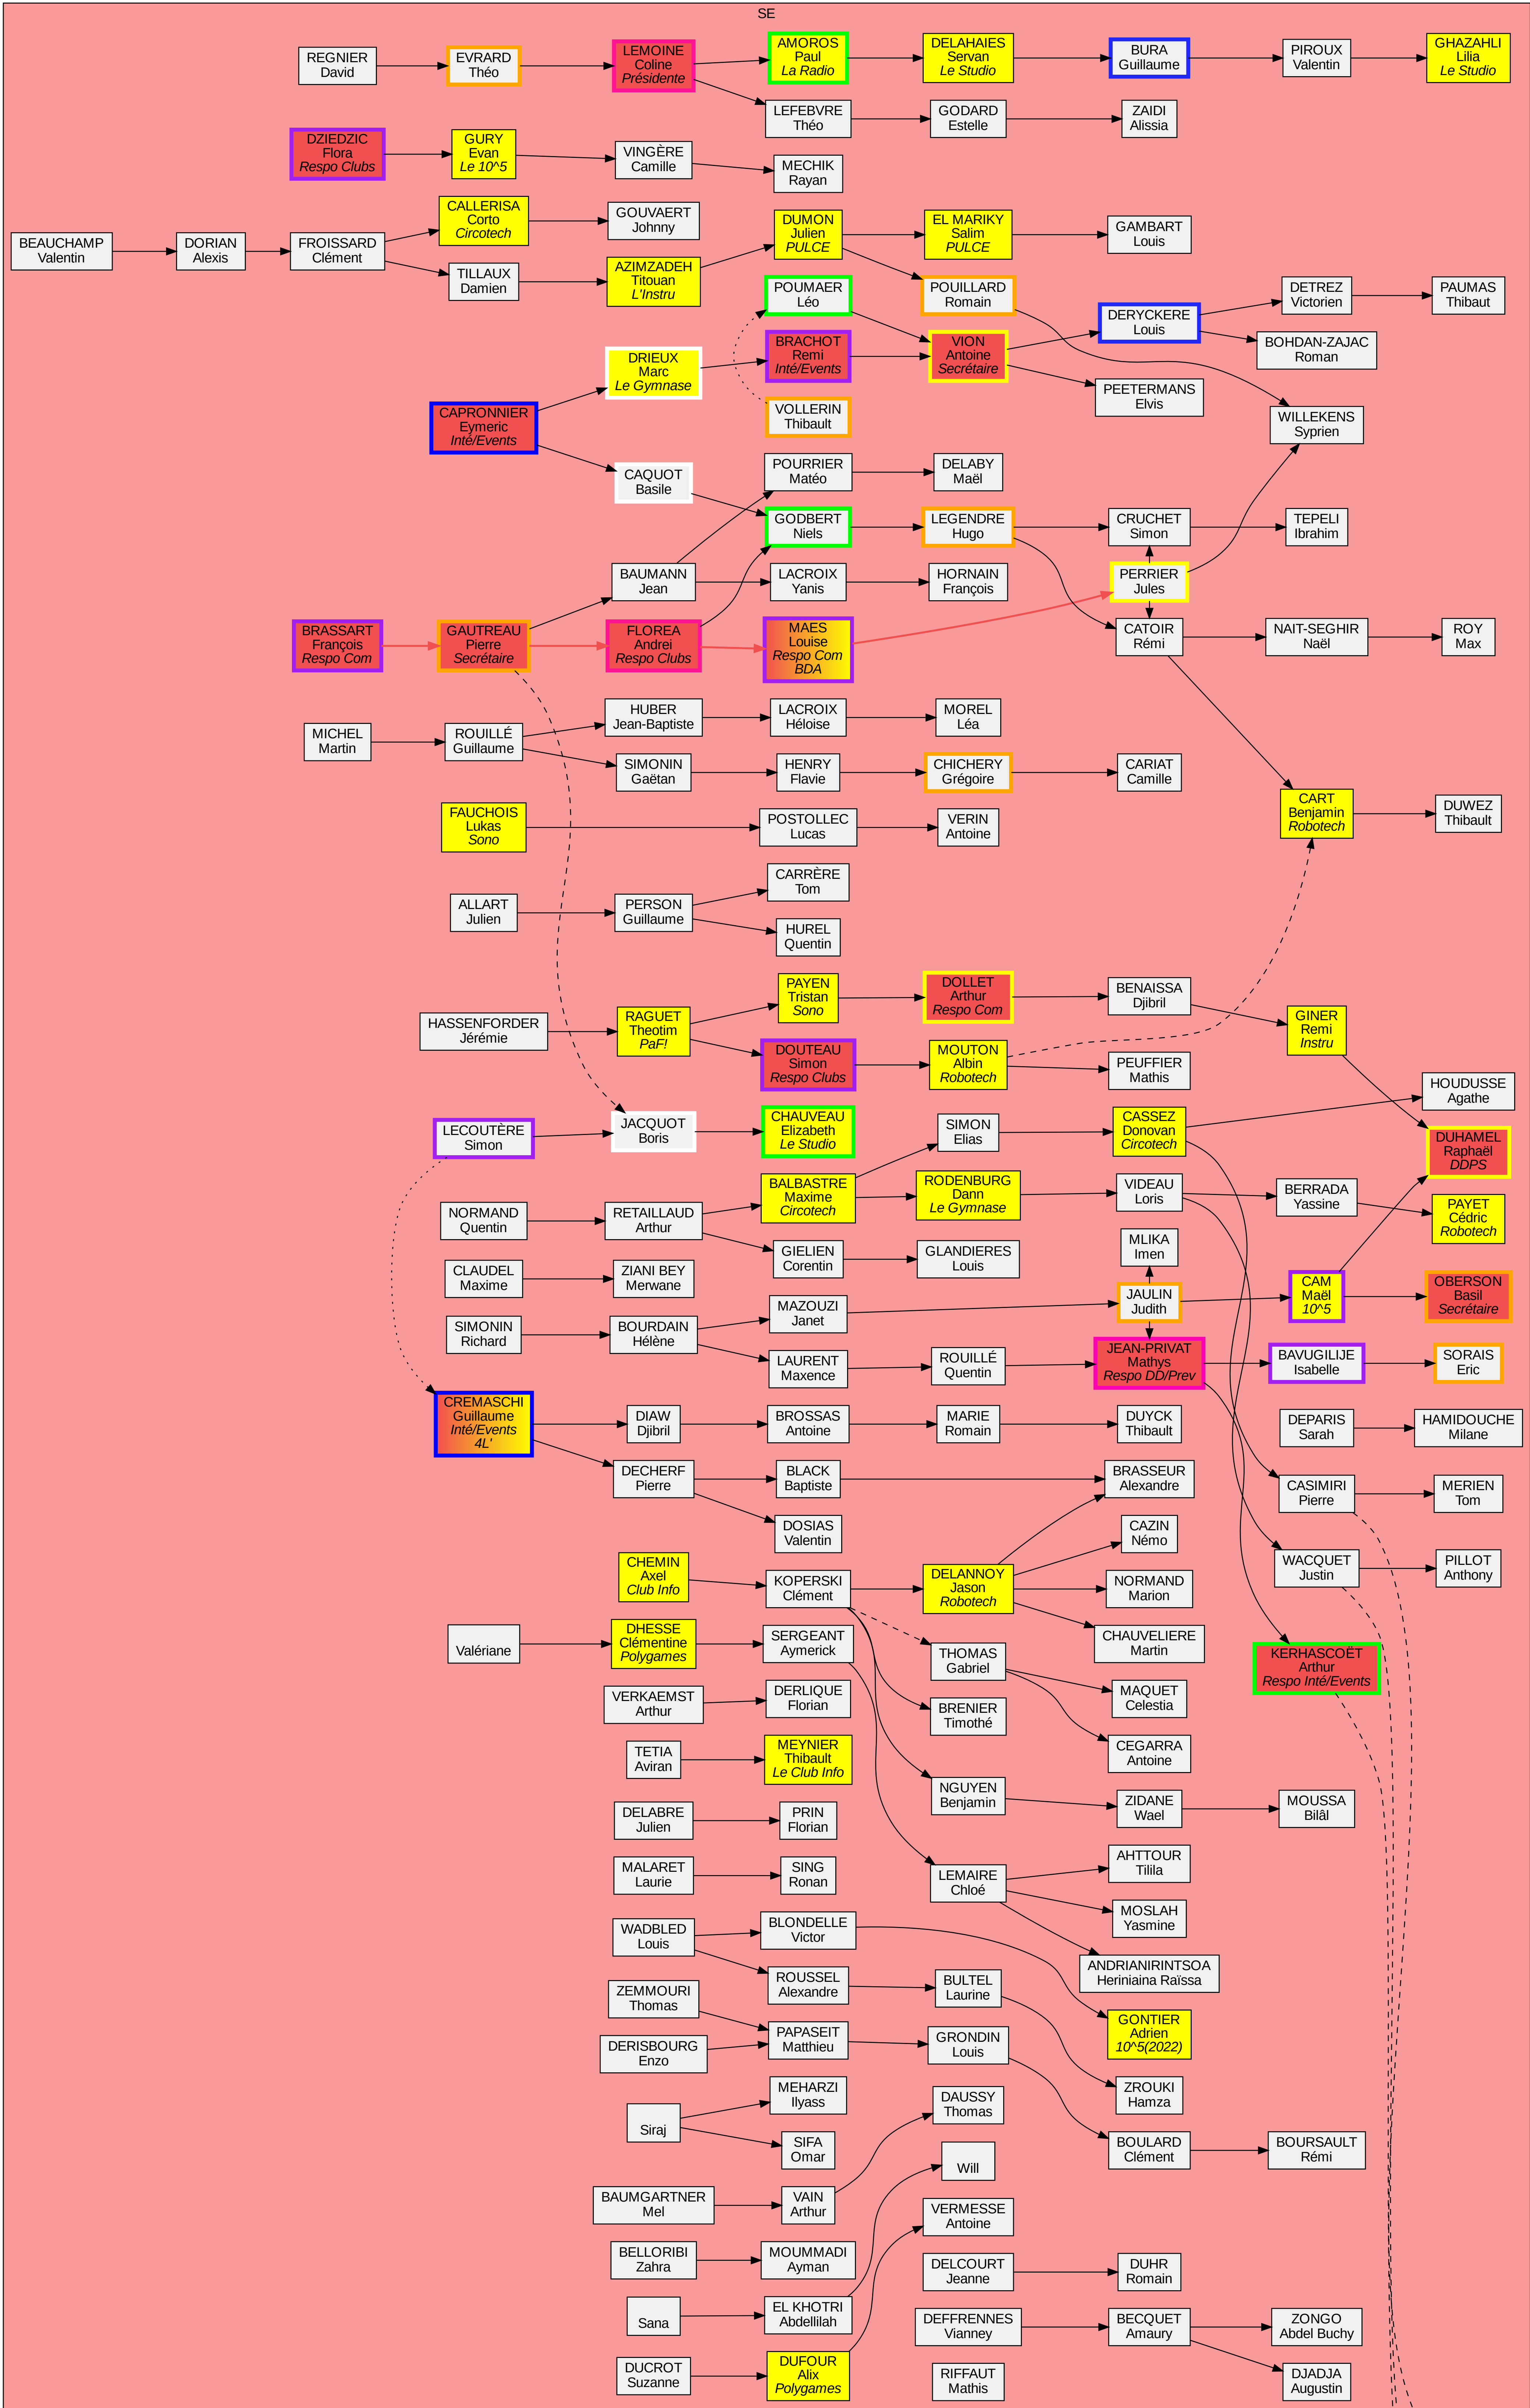 SE
REGNIER
David
EVRARD
Théo
LEMOINE
Coline
Présidente
AMOROS
Paul
La Radio
DELAHAIES
Servan
Le Studio
BURA
Guillaume
PIROUX
Valentin
GHAZAHLI
Lilia
Le Studio
LEFEBVRE
Théo
GODARD
Estelle
ZAIDI
Alissia
DZIEDZIC
Flora
Respo Clubs
GURY
Evan
Le 10^5
VINGÈRE
Camille
MECHIK
Rayan
BEAUCHAMP
Valentin
DORIAN
Alexis
FROISSARD
Clément
CALLERISA
Corto
Circotech
GOUVAERT
Johnny
TILLAUX
Damien
AZIMZADEH
Titouan
L'Instru
DUMON
Julien
PULCE
EL MARIKY
Salim
PULCE
GAMBART
Louis
POUMAER
Léo
POUILLARD
Romain
DERYCKERE
Louis
DETREZ
Victorien
PAUMAS
Thibaut
BOHDAN-ZAJAC
Roman
DRIEUX
Marc
Le Gymnase
BRACHOT
Remi
Inté/Events
VION
Antoine
Secrétaire
PEETERMANS
Elvis
VOLLERIN
Thibault
WILLEKENS
Syprien
CAPRONNIER
Eymeric
Inté/Events
CAQUOT
Basile
POURRIER
Matéo
DELABY
Maël
GODBERT
Niels
LEGENDRE
Hugo
CRUCHET
Simon
TEPELI
Ibrahim
BAUMANN
Jean
LACROIX
Yanis
HORNAIN
François
PERRIER
Jules
BRASSART
François
Respo Com
GAUTREAU
Pierre
Secrétaire
FLOREA
Andrei
Respo Clubs
MAES
Louise
Respo Com
BDA
CATOIR
Rémi
NAIT-SEGHIR
Naël
ROY
Max
MICHEL
Martin
ROUILLÉ
Guillaume
HUBER
Jean-Baptiste
LACROIX
Héloise
MOREL
Léa
SIMONIN
Gaëtan
HENRY
Flavie
CHICHERY
Grégoire
CARIAT
Camille
FAUCHOIS
Lukas
Sono
POSTOLLEC
Lucas
VERIN
Antoine
CART
Benjamin
Robotech
DUWEZ
Thibault
ALLART
Julien
PERSON
Guillaume
CARRÈRE
Tom
HUREL
Quentin
HASSENFORDER
Jérémie
RAGUET
Theotim
PaF!
PAYEN
Tristan
Sono
DOLLET
Arthur
Respo Com
BENAISSA
Djibril
GINER
Remi
Instru
DOUTEAU
Simon
Respo Clubs
MOUTON
Albin
Robotech
PEUFFIER
Mathis
HOUDUSSE
Agathe
LECOUTÈRE
Simon
JACQUOT
Boris
CHAUVEAU
Elizabeth
Le Studio
SIMON
Elias
CASSEZ
Donovan
Circotech
DUHAMEL
Raphaël
DDPS
NORMAND
Quentin
RETAILLAUD
Arthur
BALBASTRE
Maxime
Circotech
RODENBURG
Dann
Le Gymnase
VIDEAU
Loris
BERRADA
Yassine
PAYET
Cédric
Robotech
GIELIEN
Corentin
GLANDIERES
Louis
MLIKA
Imen
CLAUDEL
Maxime
ZIANI BEY
Merwane
JAULIN
Judith
CAM
Maël
10^5
OBERSON
Basil
Secrétaire
SIMONIN
Richard
BOURDAIN
Hélène
MAZOUZI
Janet
LAURENT
Maxence
ROUILLÉ
Quentin
JEAN-PRIVAT
Mathys
Respo DD/Prev
BAVUGILIJE
Isabelle
SORAIS
Eric
CREMASCHI
Guillaume
Inté/Events
4L'
DIAW
Djibril
BROSSAS
Antoine
MARIE
Romain
DUYCK
Thibault
DEPARIS
Sarah
HAMIDOUCHE
Milane
DECHERF
Pierre
BLACK
Baptiste
BRASSEUR
Alexandre
CASIMIRI
Pierre
MERIEN
Tom
DOSIAS
Valentin
CAZIN
Némo
WACQUET
Justin
PILLOT
Anthony
CHEMIN
Axel
Club Info
KOPERSKI
Clément
DELANNOY
Jason
Robotech
NORMAND
Marion
CHAUVELIERE
Martin
Valériane
DHESSE
Clémentine
Polygames
SERGEANT
Aymerick
THOMAS
Gabriel
KERHASCOËT
Arthur
Respo Inté/Events
VERKAEMST
Arthur
DERLIQUE
Florian
BRENIER
Timothé
MAQUET
Celestia
TETIA
Aviran
MEYNIER
Thibault
Le Club Info
CEGARRA
Antoine
NGUYEN
Benjamin
ZIDANE
Wael
MOUSSA
Bilâl
DELABRE
Julien
PRIN
Florian
MALARET
Laurie
SING
Ronan
LEMAIRE
Chloé
AHTTOUR
Tilila
MOSLAH
Yasmine
ANDRIANIRINTSOA
Heriniaina Raïssa
WADBLED
Louis
BLONDELLE
Victor
ROUSSEL
Alexandre
BULTEL
Laurine
GONTIER
Adrien
10^5(2022)
ZEMMOURI
Thomas
DERISBOURG
Enzo
PAPASEIT
Matthieu
GRONDIN
Louis
ZROUKI
Hamza
Siraj
MEHARZI
Ilyass
SIFA
Omar
DAUSSY
Thomas
BOULARD
Clément
BOURSAULT
Rémi
Will
BAUMGARTNER
Mel
VAIN
Arthur
VERMESSE
Antoine
BELLORIBI
Zahra
MOUMMADI
Ayman
DELCOURT
Jeanne
DUHR
Romain
Sana
EL KHOTRI
Abdellilah
DEFFRENNES
Vianney
BECQUET
Amaury
ZONGO
Abdel Buchy
DUCROT
Suzanne
DUFOUR
Alix
Polygames
RIFFAUT
Mathis
DJADJA
Augustin